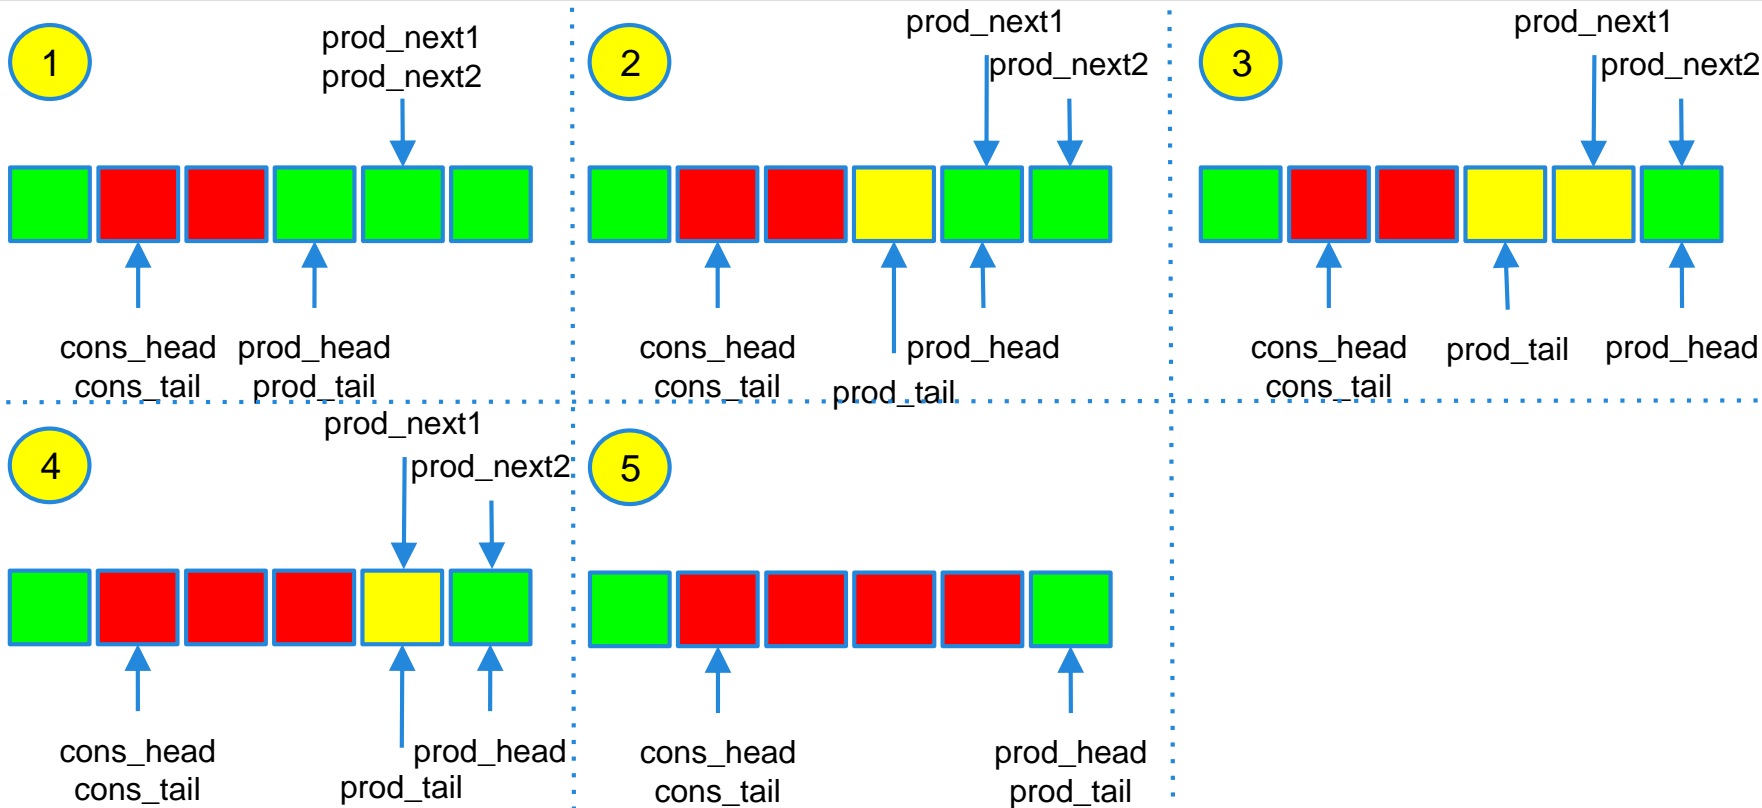 1
prod_next1
prod_next2
cons_head prod_head
cons_tail prod_tail
2
prod_next1
prod_next2
cons_head prod_head
cons_tail prod_tail
3
prod_next1
prod_next2
cons_head prod_tail prod_head
cons_tail
4
prod_next1
prod_next2
cons_head prod_head
cons_tail prod_tail
5
cons_head prod_head
cons_tail prod_tail